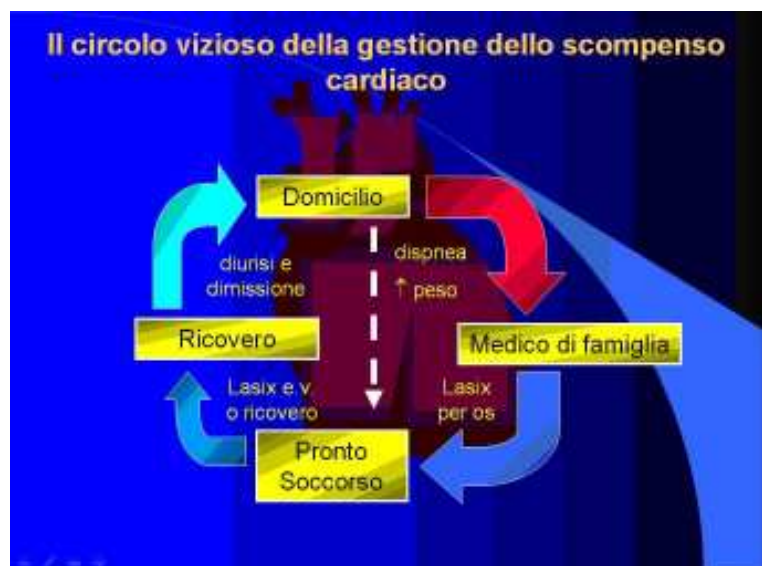 Il circolo vizioso della gestione dello scompenso
cardiaco
Domicilio
dispnea
↑ peso
diurisi e
dimissione
Ricovero
Medico di famiglia
Lasix e.v
o ricovero
Lasix
per os
Pronto
Soccorso